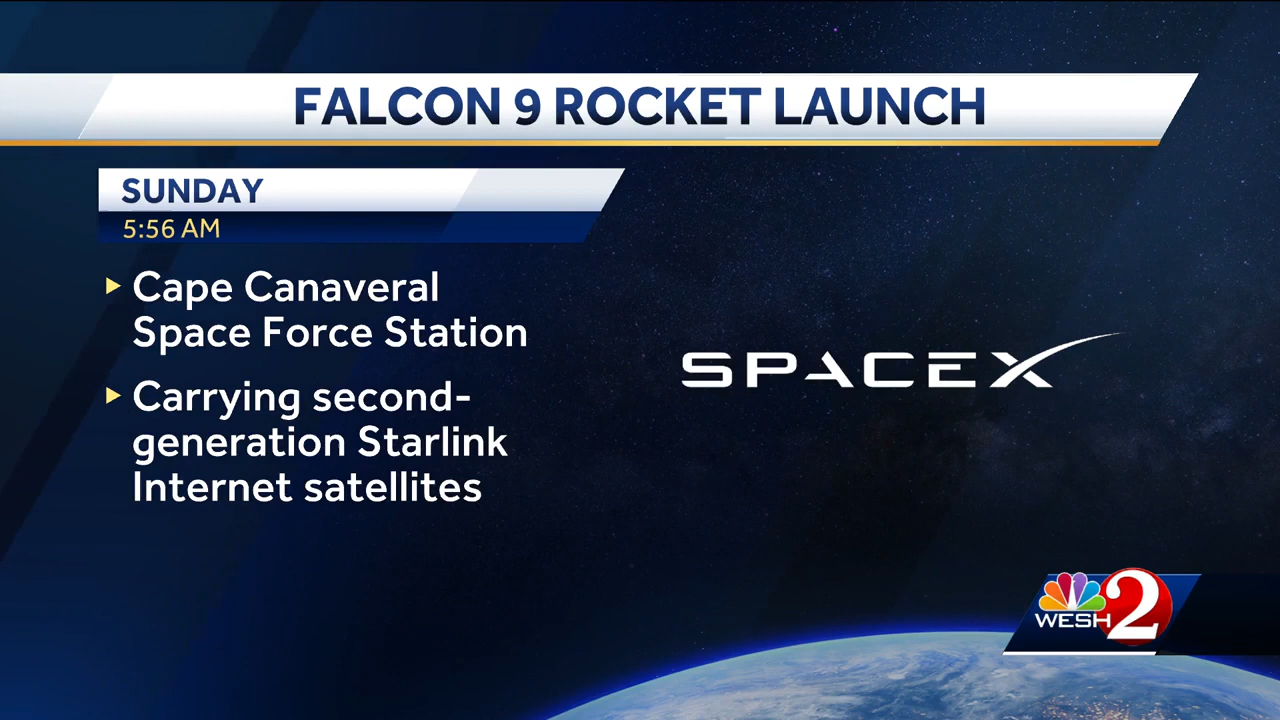 FALCON 9 ROCKET LAUNCH
SUNDAY
5:56 AM
Cape Canaveral
Space Force Station
Carrying second-
generation Starlink
Internet satellites
SPACEX
WESH 2